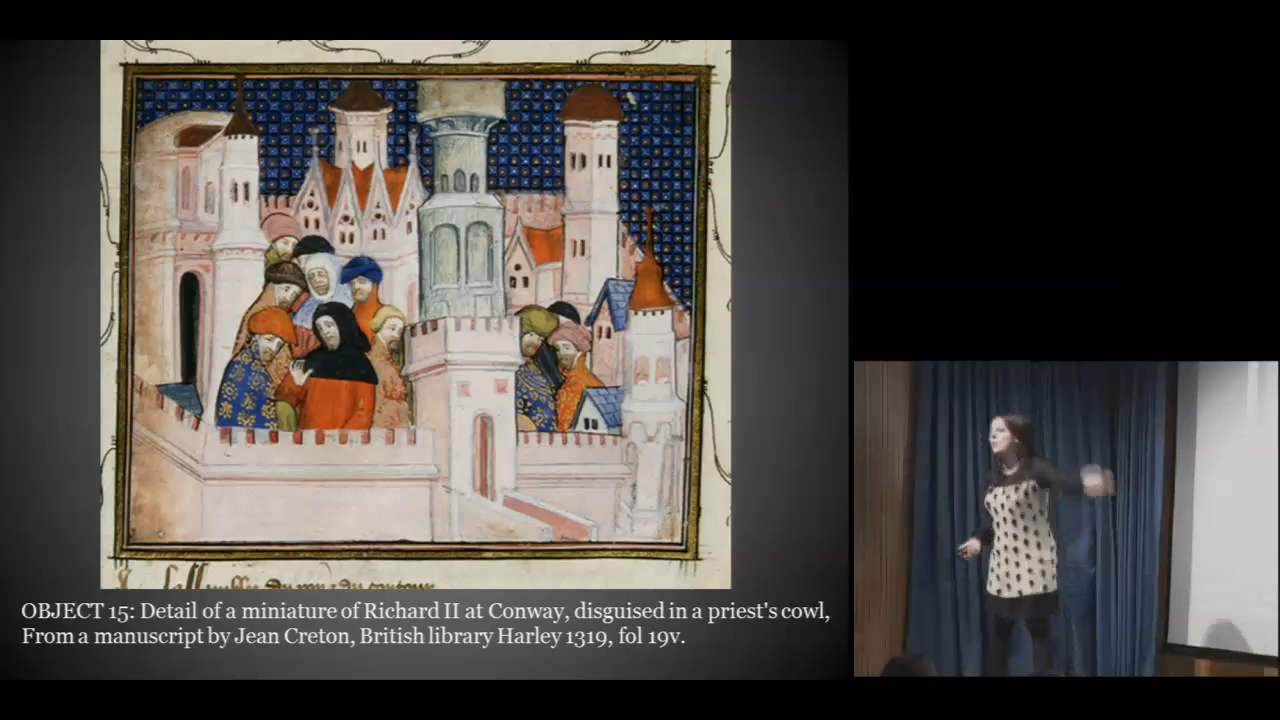 OBJECT 15: Detail of a miniature of Richard II at Conway, disguised in a priest's cowl,
From a manuscript by Jean Creton, British library Harley 1319, fol 19v.